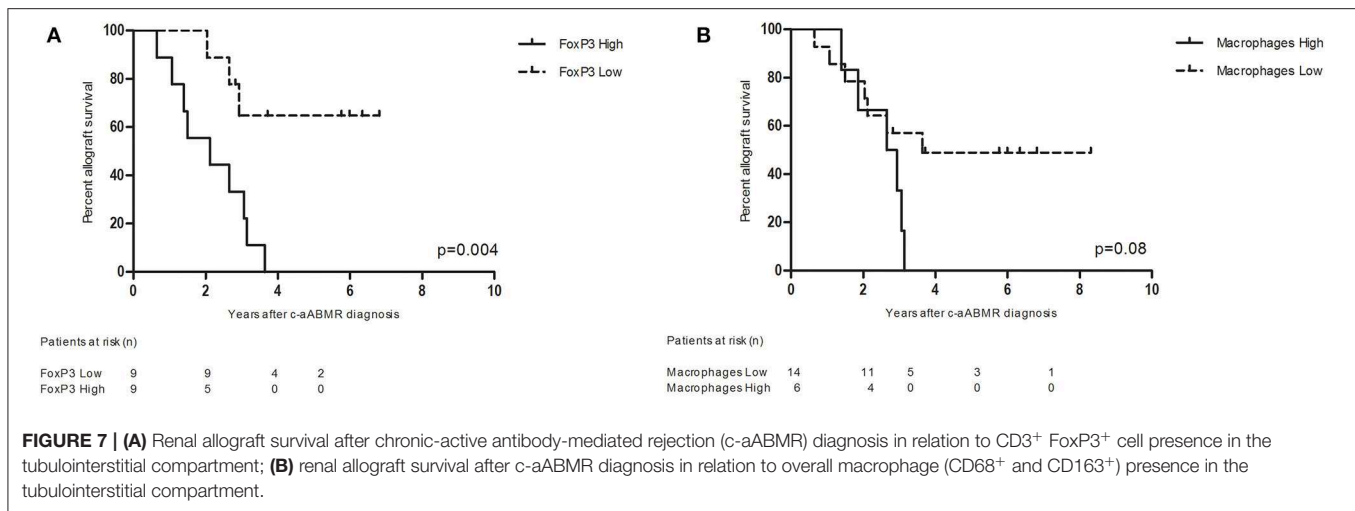 A
Percent allograft survival
100
80
60
40
20
0
FoxP3 High
FoxP3 Low
p=0.004
0 2 4 6 8 10
Years after c-aABMR diagnosis
Patients at risk (n)
FoxP3 Low 9 9 4 2
FoxP3 High 9 5 0 0
B
Percent allograft survival
100
80
60
40
20
0
Macrophages High
Macrophages Low
p=0.08
0 2 4 6 8 10
Years after c-aABMR diagnosis
Patients at risk (n)
Macrophages Low 14 11 5 3 1
Macrophages High 6 4 0 0 0
FIGURE 7 | (A) Renal allograft survival after chronic-active antibody-mediated rejection (c-aABMR) diagnosis in relation to CD3+ FoxP3+ cell presence in the
tubulointerstitial compartment; (B) renal allograft survival after c-aABMR diagnosis in relation to overall macrophage (CD68+ and CD163+) presence in the
tubulointerstitial compartment.